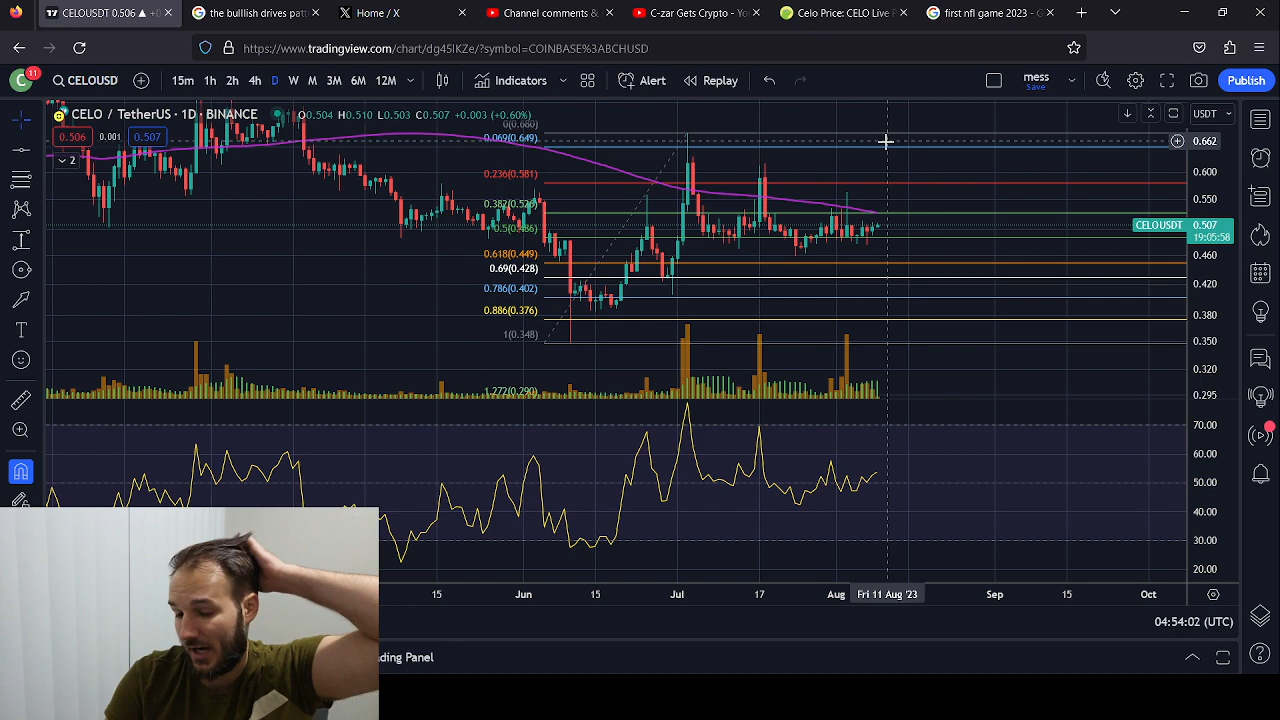 CELOUSD 0.506 ▲ +0
the bullish drives patt
Home / X
Channel comments &
C-zar Gets Crypto - Yo
Celo Price: CELO Live P
first nfl game 2023 - G
https://www.tradingview.com/chart/dg45lKZe/?symbol=COINBASE%3ABCHUSD
C 11 CELOUSD 15m 1h 2h 4h D W M 3M 6M 12M Indicators Alert Replay mess Save Publish
CELO / TetherUS · 1D · BINANCE O0.504 H0.510 L0.503 C0.507 +0.003 (+0.60%) USDT
0.506 0.001 0.507
2
0(0.680)
0.069(0.649)
0.236(0.581)
0.5(0.486)
0.618(0.449)
0.69(0.428)
0.786(0.402)
0.886(0.376)
1(0.348)
1.272(0.290)
0.662
0.600
0.550
CELOUSDT 0.507
19:05:58
0.460
0.420
0.380
0.350
0.320
0.295
70.00
60.00
50.00
40.00
30.00
20.00
15 Jun 15 Jul 17 Aug Fri 11 Aug '23 Sep 15 Oct
04:54:02 (UTC)
ding Panel